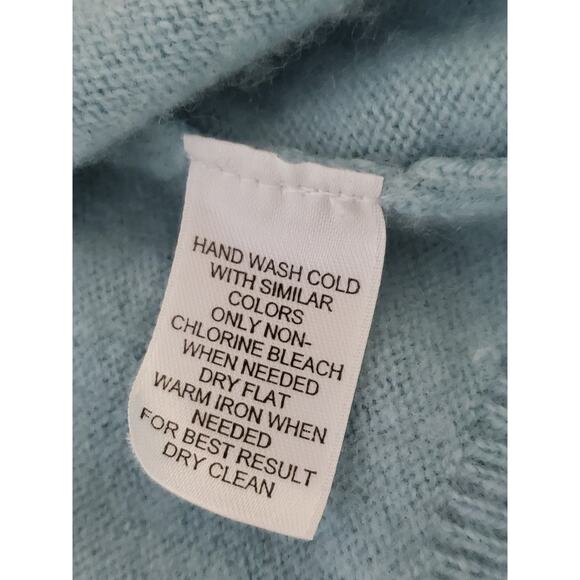 HAND WASH COLD
WITH SIMILAR
COLORS
ONLY NON-
CHLORINE BLEACH
WHEN NEEDED
DRY FLAT
WARM IRON WHEN
NEEDED
FOR BEST RESULT
DRY CLEAN